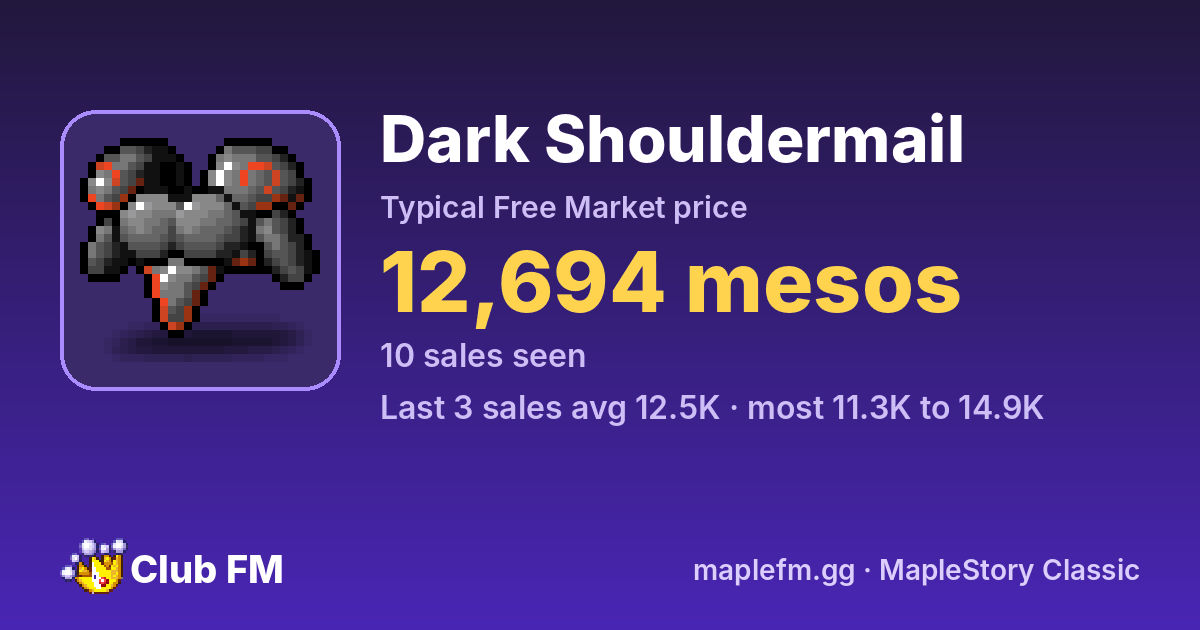 Dark Shouldermail
Typical Free Market price
12,694 mesos
10 sales seen
Last 3 sales avg 12.5K · most 11.3K to 14.9K
Club FM
maplefm.gg · MapleStory Classic